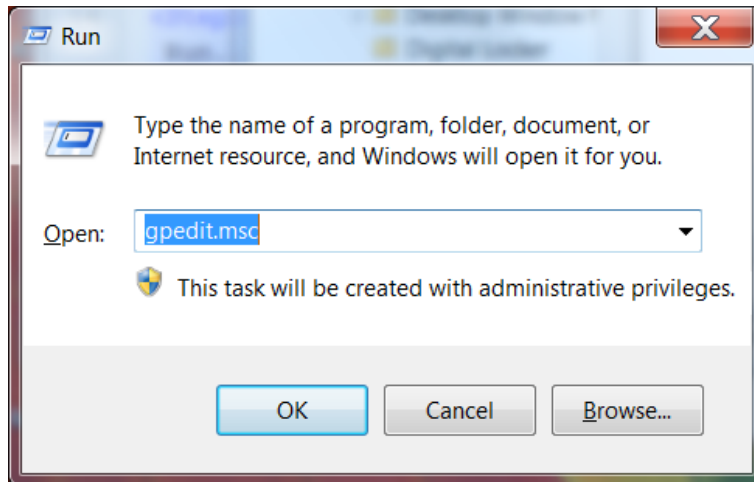 Run
Type the name of a program, folder, document, or
Internet resource, and Windows will open it for you.
Open: gpedit.msc
This task will be created with administrative privileges.
OK Cancel Browse...